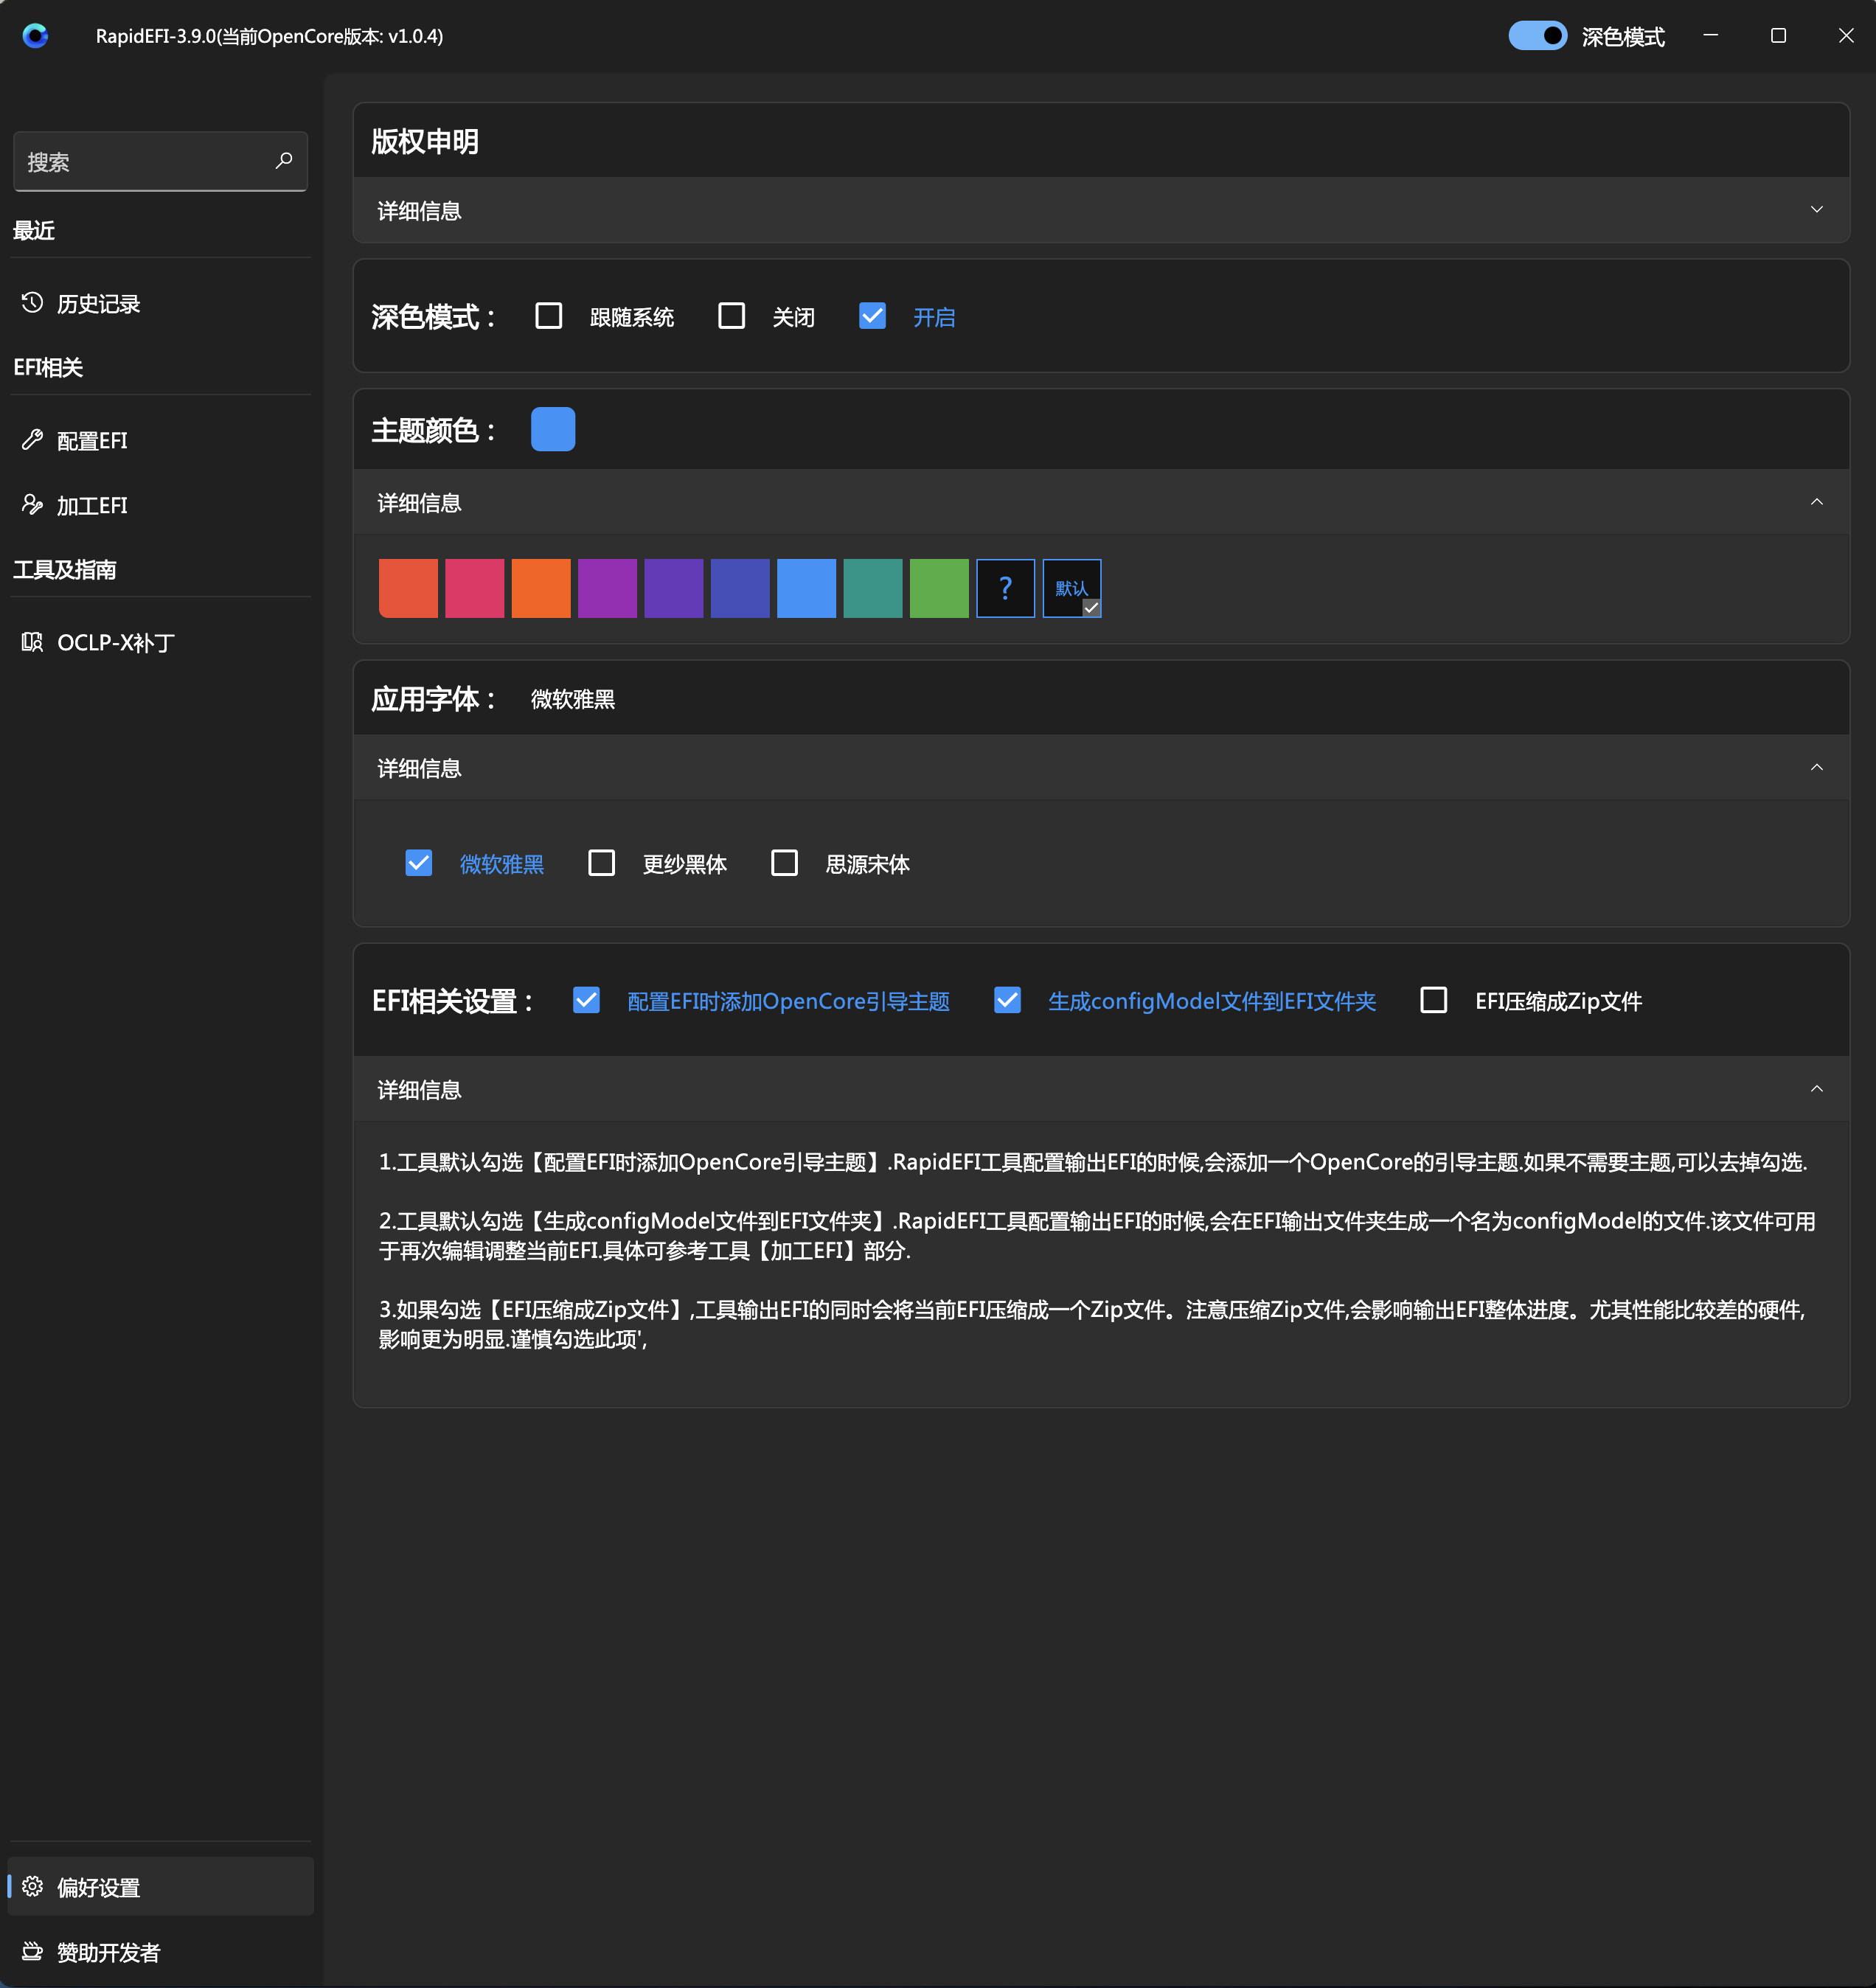 RapidEFI-3.9.0(当前OpenCore版本: v1.0.4)
深色模式
搜索
最近
历史记录
EFI相关
配置EFI
加工EFI
工具及指南
OCLP-X补丁
偏好设置
赞助开发者
版权申明
详细信息
深色模式： 跟随系统 关闭 开启
主题颜色：
详细信息
? 默认
应用字体： 微软雅黑
详细信息
微软雅黑 更纱黑体 思源宋体
EFI相关设置： 配置EFI时添加OpenCore引导主题 生成configModel文件到EFI文件夹 EFI压缩成Zip文件
详细信息
1.工具默认勾选【配置EFI时添加OpenCore引导主题】.RapidEFI工具配置输出EFI的时候,会添加一个OpenCore的引导主题.如果不需要主题,可以去掉勾选.
2.工具默认勾选【生成configModel文件到EFI文件夹】.RapidEFI工具配置输出EFI的时候,会在EFI输出文件夹生成一个名为configModel的文件.该文件可用
于再次编辑调整当前EFI.具体可参考工具【加工EFI】部分.
3.如果勾选【EFI压缩成Zip文件】,工具输出EFI的同时会将当前EFI压缩成一个Zip文件。注意压缩Zip文件,会影响输出EFI整体进度。尤其性能比较差的硬件,
影响更为明显.谨慎勾选此项',